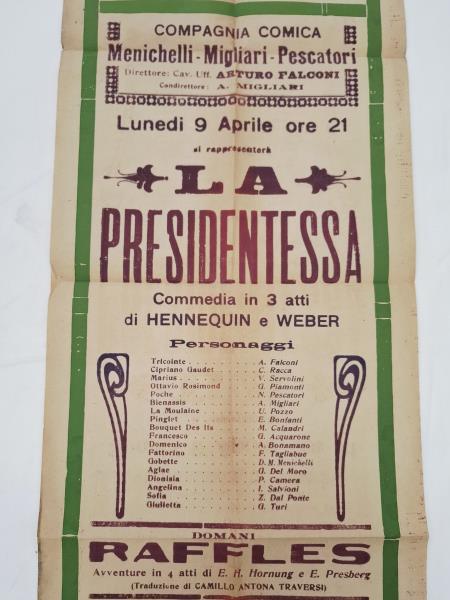 COMPAGNIA COMICA
Menichelli - Migliari - Pescatori
Direttore: Cav. Uff. ARTURO FALCONI
Condirettore: A. MIGLIARI
Lunedì 9 Aprile ore 21
si rappresenterà
LA
PRESIDENTESSA
Commedia in 3 atti
di HENNEQUIN e WEBER
Personaggi
Tricointe . . . . . . . . . . A. Falconi
Cipriano Gaudet . . . . . . . . . . C. Racca
Marius . . . . . . . . . . V. Servolini
Ottavio Rosimond . . . . . . . . . . G. Piamonti
Poche . . . . . . . . . . N. Pescatori
Bienassis . . . . . . . . . . A. Migliari
La Moulaine . . . . . . . . . . U. Pozzo
Pinglet . . . . . . . . . . E. Bonfanti
Bouquet Des Its . . . . . . . . . . M. Calandri
Francesco . . . . . . . . . . G. Acquarone
Domenico . . . . . . . . . . A. Bonamano
Fattorino . . . . . . . . . . F. Tagliabue
Gobette . . . . . . . . . . D. M. Menichelli
Aglae . . . . . . . . . . G. Del Moro
Dionisia . . . . . . . . . . P. Camera
Angelina . . . . . . . . . . I. Salvioni
Sofia . . . . . . . . . . Z. Dal Ponte
Giulietta . . . . . . . . . . G. Turi
DOMANI
RAFFLES
Avventure in 4 atti di E. H. Hornung e E. Presberg
(Traduzione di CAMILLO ANTONA TRAVERSI)